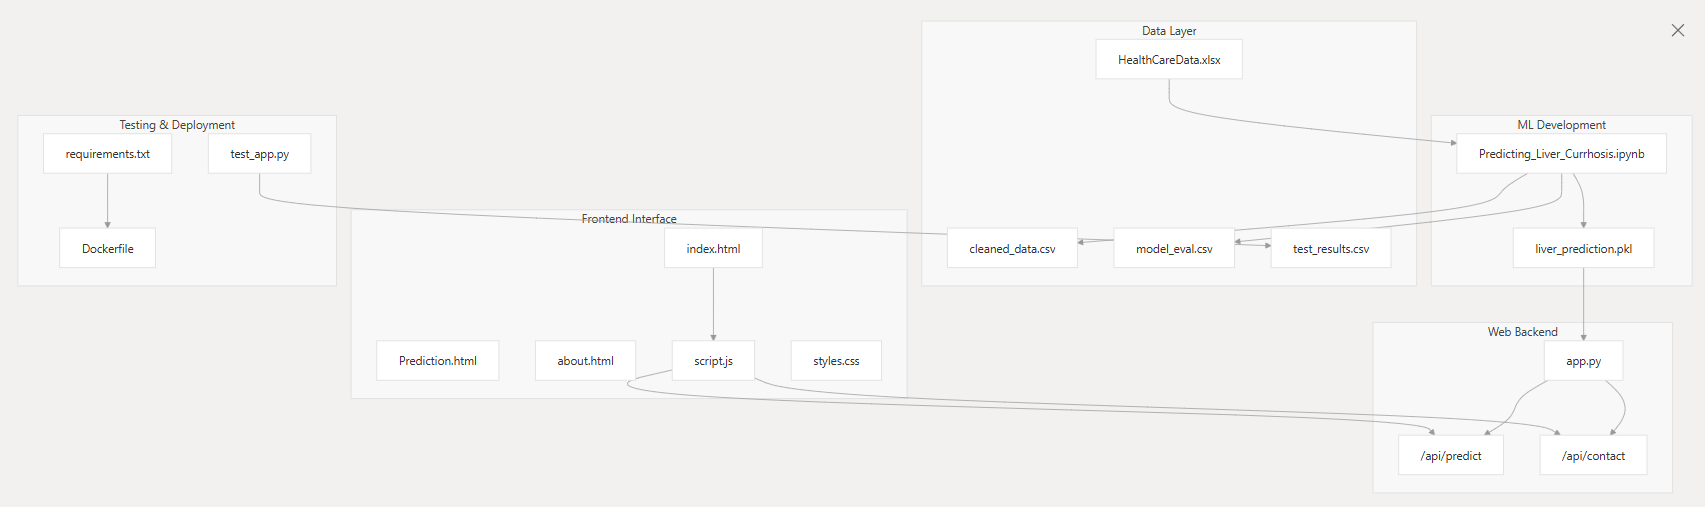 Data Layer
HealthCareData.xlsx
Testing & Deployment
ML Development
requirements.txt
test_app.py
Predicting_Liver_Currhosis.ipynb
Frontend Interface
Dockerfile
index.html
cleaned_data.csv
model_eval.csv
test_results.csv
liver_prediction.pkl
Web Backend
Prediction.html
about.html
script.js
styles.css
app.py
/api/predict
/api/contact